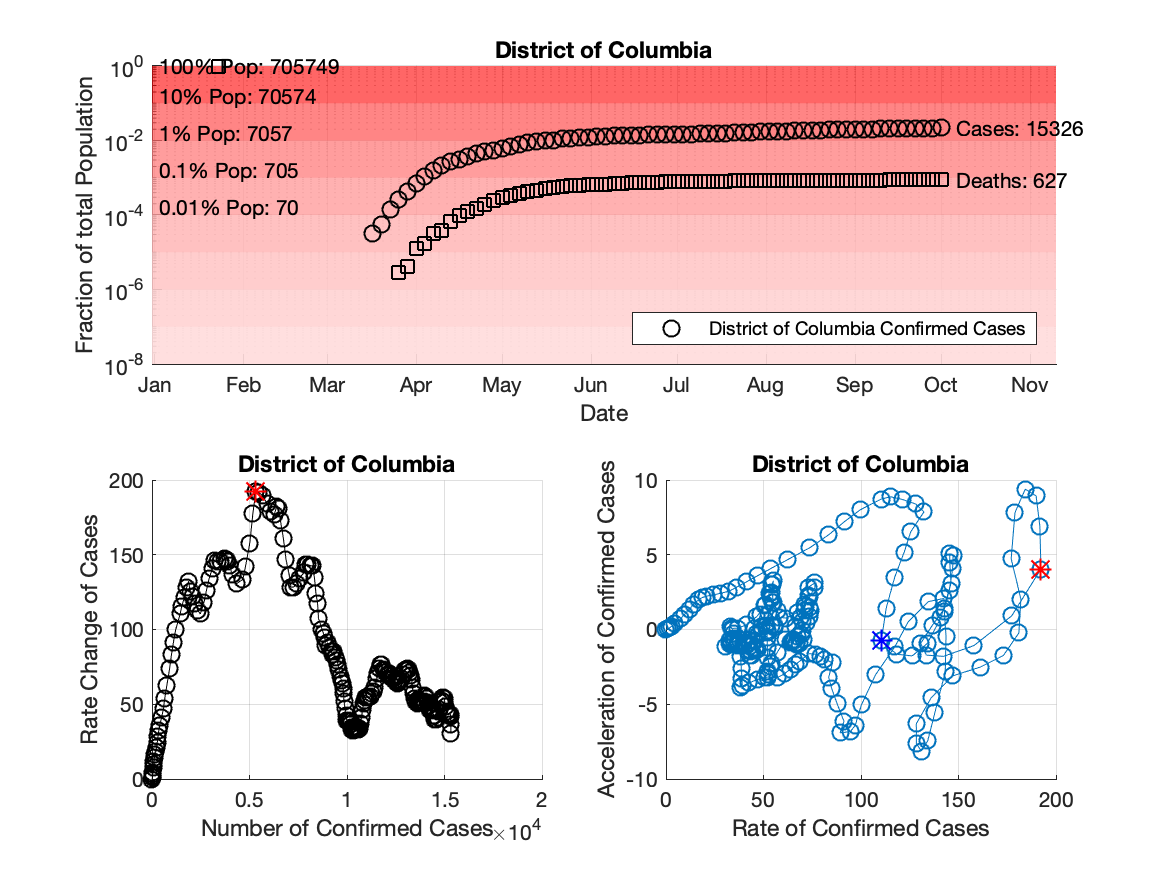 District of Columbia
Fraction of total Population
10^0
10^-2
10^-4
10^-6
10^-8
100% Pop: 705749
10% Pop: 70574
1% Pop: 7057
0.1% Pop: 705
0.01% Pop: 70
Cases: 15326
Deaths: 627
District of Columbia Confirmed Cases
Jan Feb Mar Apr May Jun Jul Aug Sep Oct Nov
Date
District of Columbia
Rate Change of Cases
200
150
100
50
0
0 0.5 1 1.5 2
Number of Confirmed Cases ×10^4
District of Columbia
Acceleration of Confirmed Cases
10
5
0
-5
-10
0 50 100 150 200
Rate of Confirmed Cases